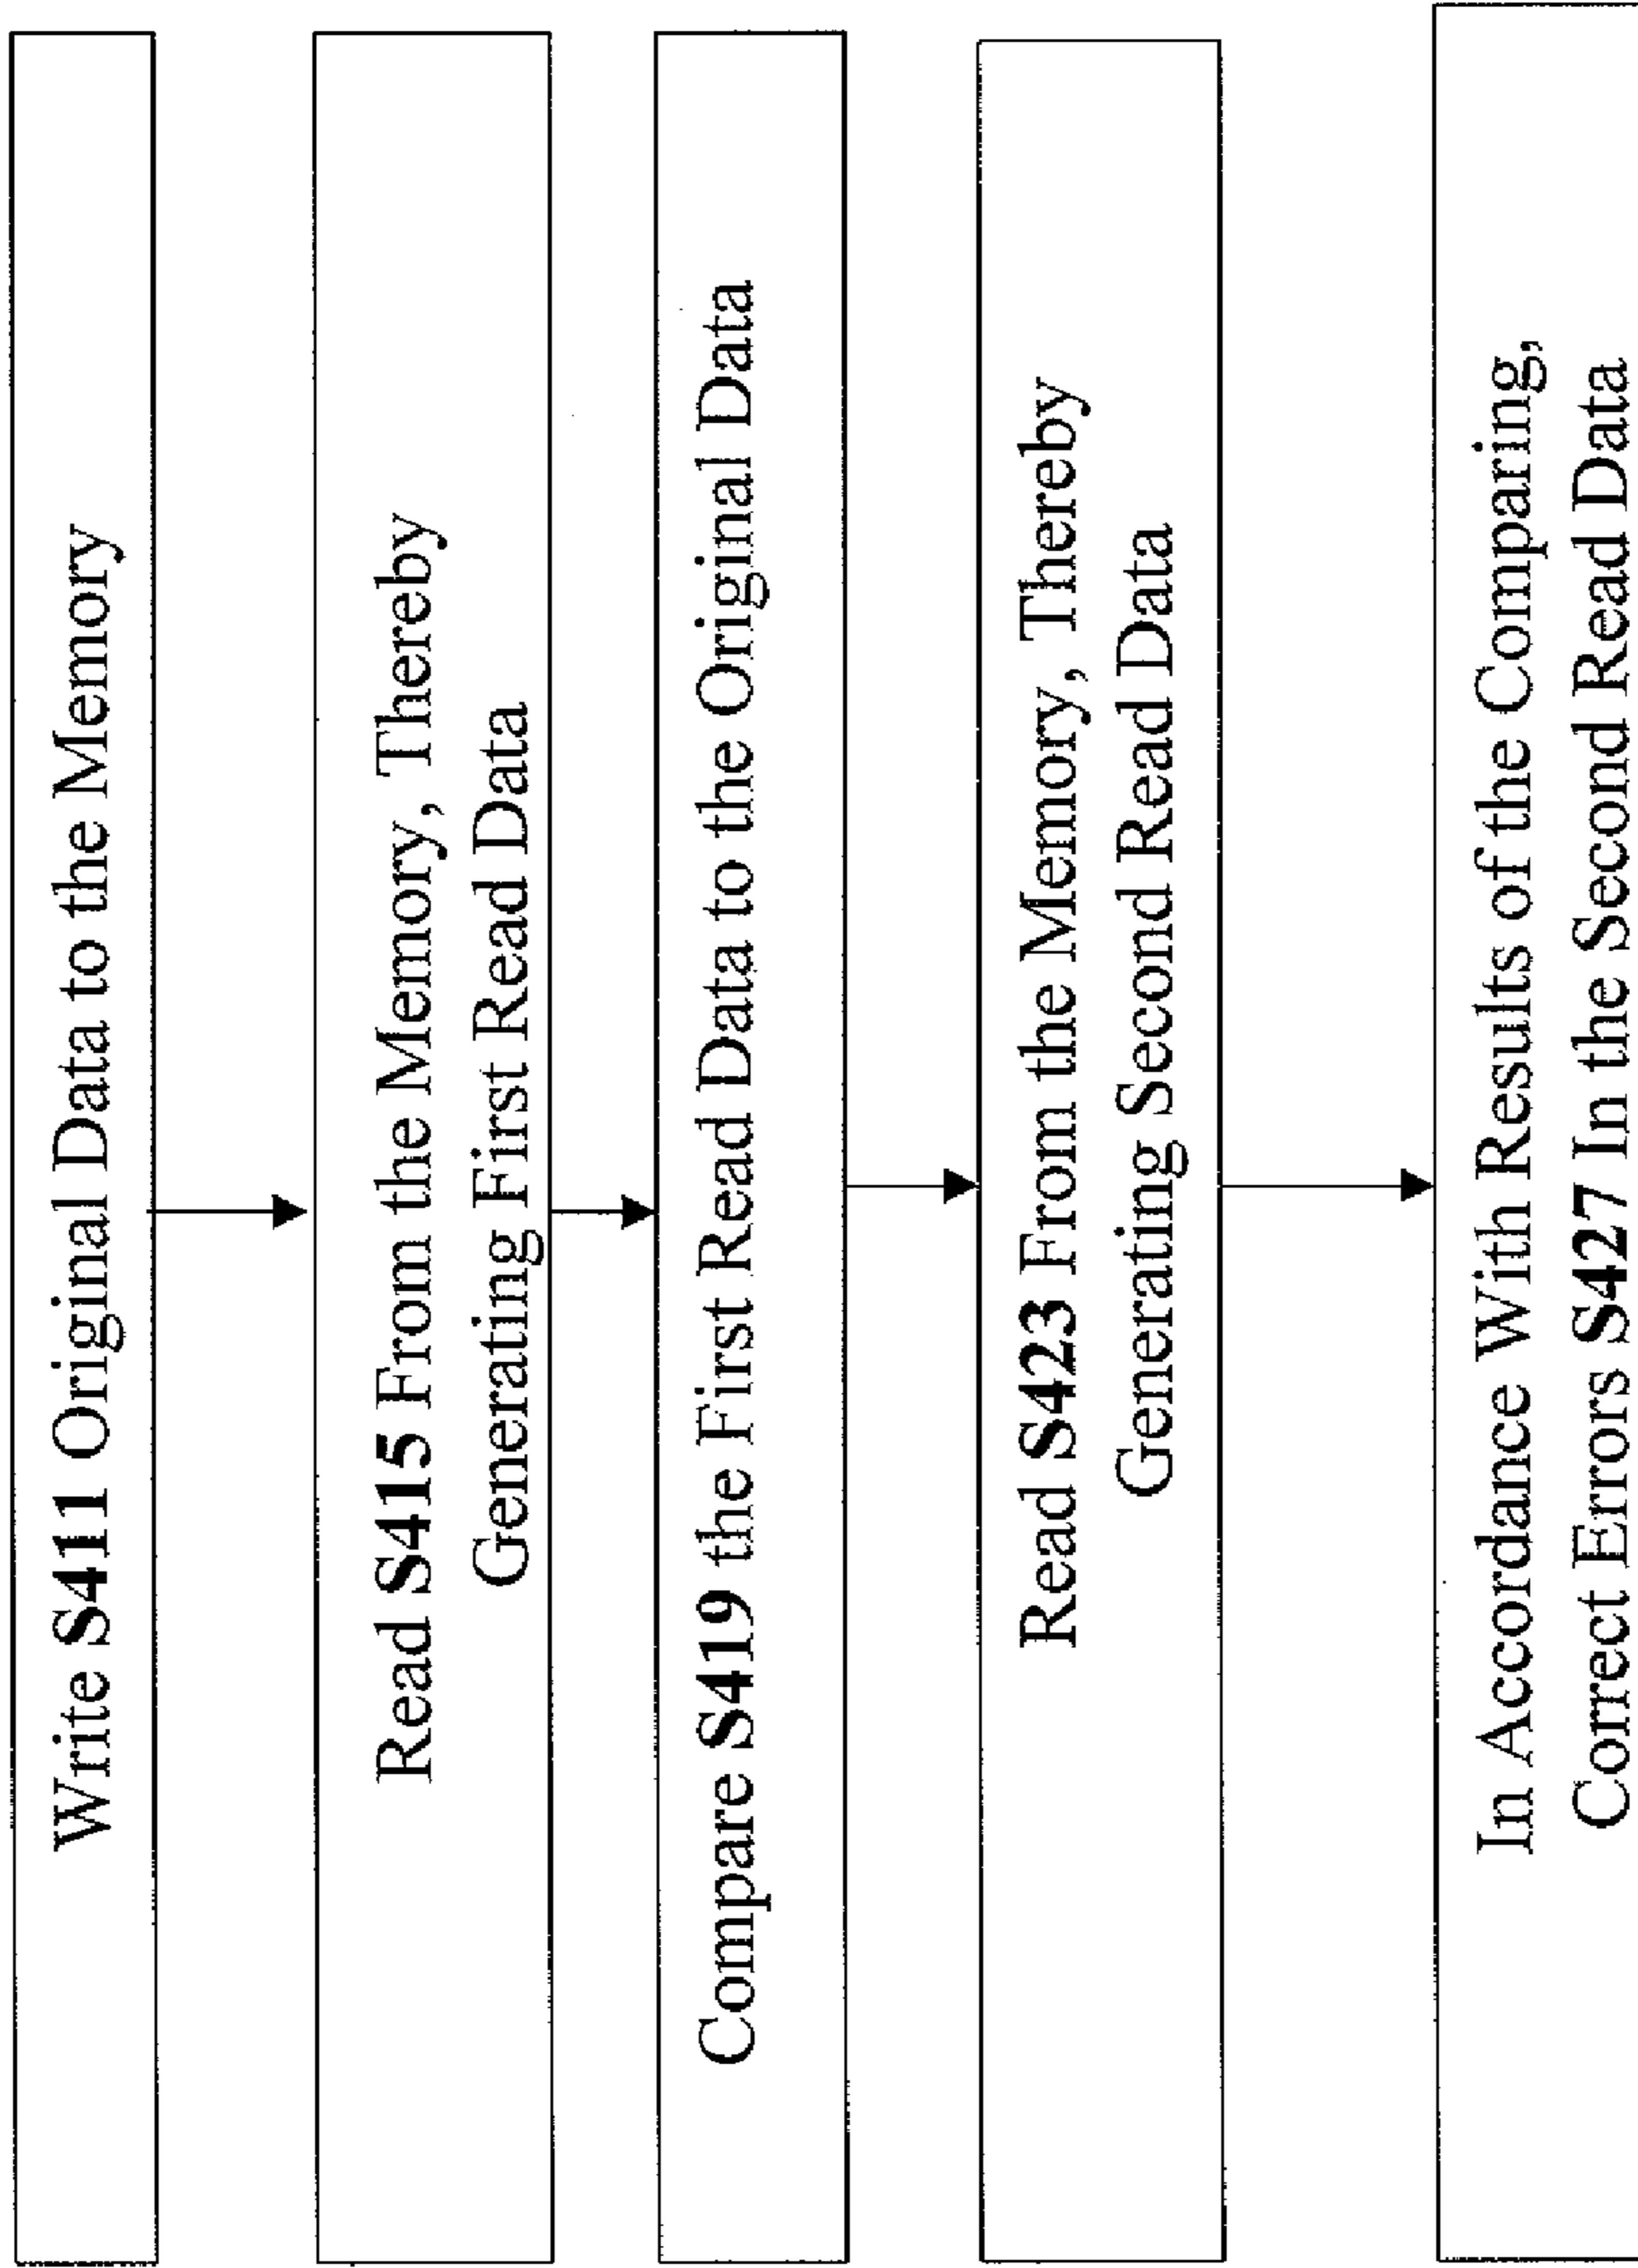 Write S411 Original Data to the Memory
Read S415 From the Memory, Thereby
Generating First Read Data
Compare S419 the First Read Data to the Original Data
Read S423 From the Memory, Thereby
Generating Second Read Data
In Accordance With Results of the Comparing,
Correct Errors S427 In the Second Read Data